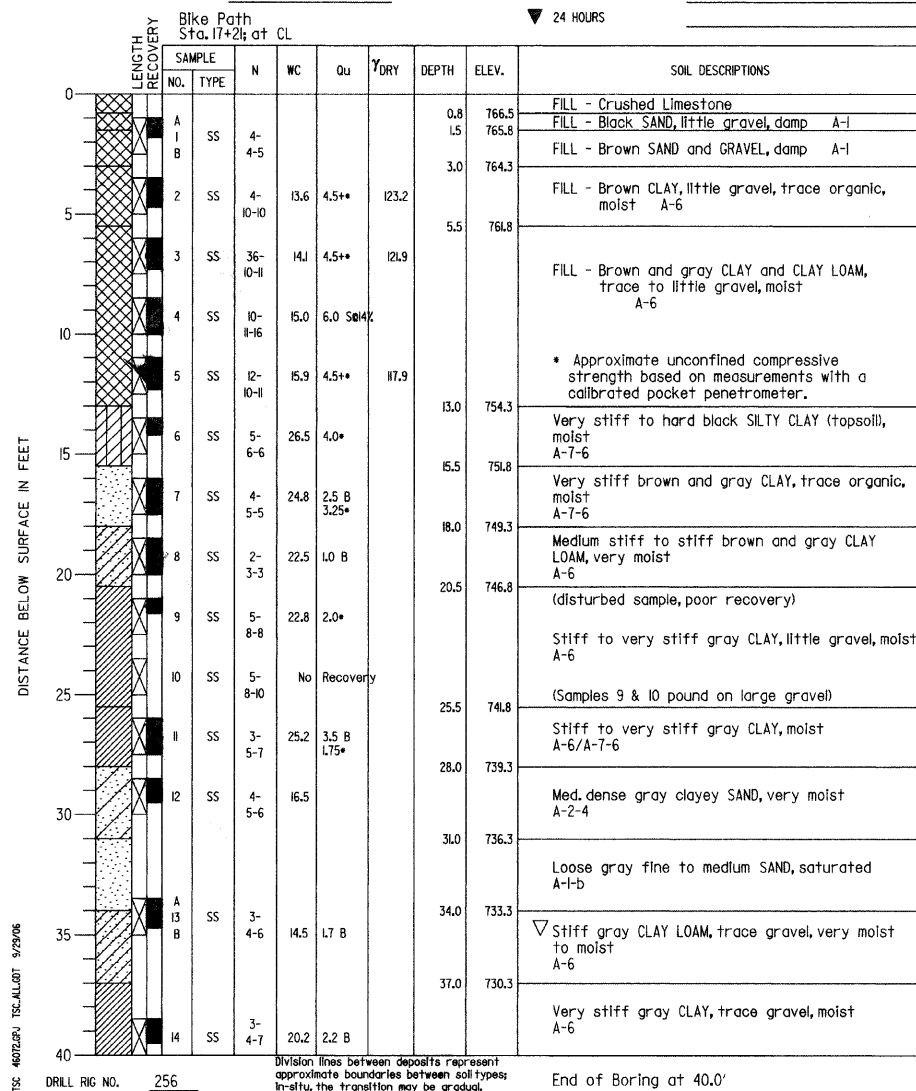 Bike Path
▼ 24 HOURS
Sta. 17+21; at CL
LENGTH
RECOVERY
SAMPLE
NO. TYPE N WC Qu γDRY DEPTH ELEV. SOIL DESCRIPTIONS
0
FILL - Crushed Limestone
0.8 766.5
A
1 SS 4-
B 4-5
FILL - Black SAND, little gravel, damp A-1
1.5 765.8
FILL - Brown SAND and GRAVEL, damp A-1
3.0 764.3
2 SS 4- 13.6 4.5+* 123.2
10-10
FILL - Brown CLAY, little gravel, trace organic,
moist A-6
5
5.5 761.8
3 SS 36- 14.1 4.5+* 121.9
10-11
FILL - Brown and gray CLAY and CLAY LOAM,
trace to little gravel, moist
A-6
4 SS 10- 15.0 6.0
11-16
10
5 SS 12- 15.9 4.5+* 117.9
10-11
* Approximate unconfined compressive
strength based on measurements with a
calibrated pocket penetrometer.
13.0 754.3
6 SS 5- 26.5 4.0*
6-6
Very stiff to hard black SILTY CLAY (topsoil),
moist
A-7-6
15
15.5 751.8
7 SS 4- 24.8 2.5 B
5-5 3.25*
Very stiff brown and gray CLAY, trace organic,
moist
A-7-6
18.0 749.3
8 SS 2- 22.5 1.0 B
3-3
Medium stiff to stiff brown and gray CLAY
LOAM, very moist
A-6
20
20.5 746.8
(disturbed sample, poor recovery)
9 SS 5- 22.8 2.0*
8-8
Stiff to very stiff gray CLAY, little gravel, moist
A-6
10 SS 5- No Recovery
8-10
(Samples 9 & 10 pound on large gravel)
25
25.5 741.8
11 SS 3- 25.2 3.5 B
5-7 1.75*
Stiff to very stiff gray CLAY, moist
A-6/A-7-6
28.0 739.3
12 SS 4- 16.5
5-6
Med. dense gray clayey SAND, very moist
A-2-4
30
31.0 736.3
Loose gray fine to medium SAND, saturated
A-1-b
34.0 733.3
A
13 SS 3-
B 4-6 14.5 1.7 B
▽ Stiff gray CLAY LOAM, trace gravel, very moist
to moist
A-6
35
37.0 730.3
Very stiff gray CLAY, trace gravel, moist
A-6
14 SS 3- 20.2 2.2 B
4-7
40
DISTANCE BELOW SURFACE IN FEET
TSC 46072.GPJ TSC_ALL.GDT 9/29/06
DRILL RIG NO. 256
Division lines between deposits represent
approximate boundaries between soil types;
in-situ, the transition may be gradual.
End of Boring at 40.0'